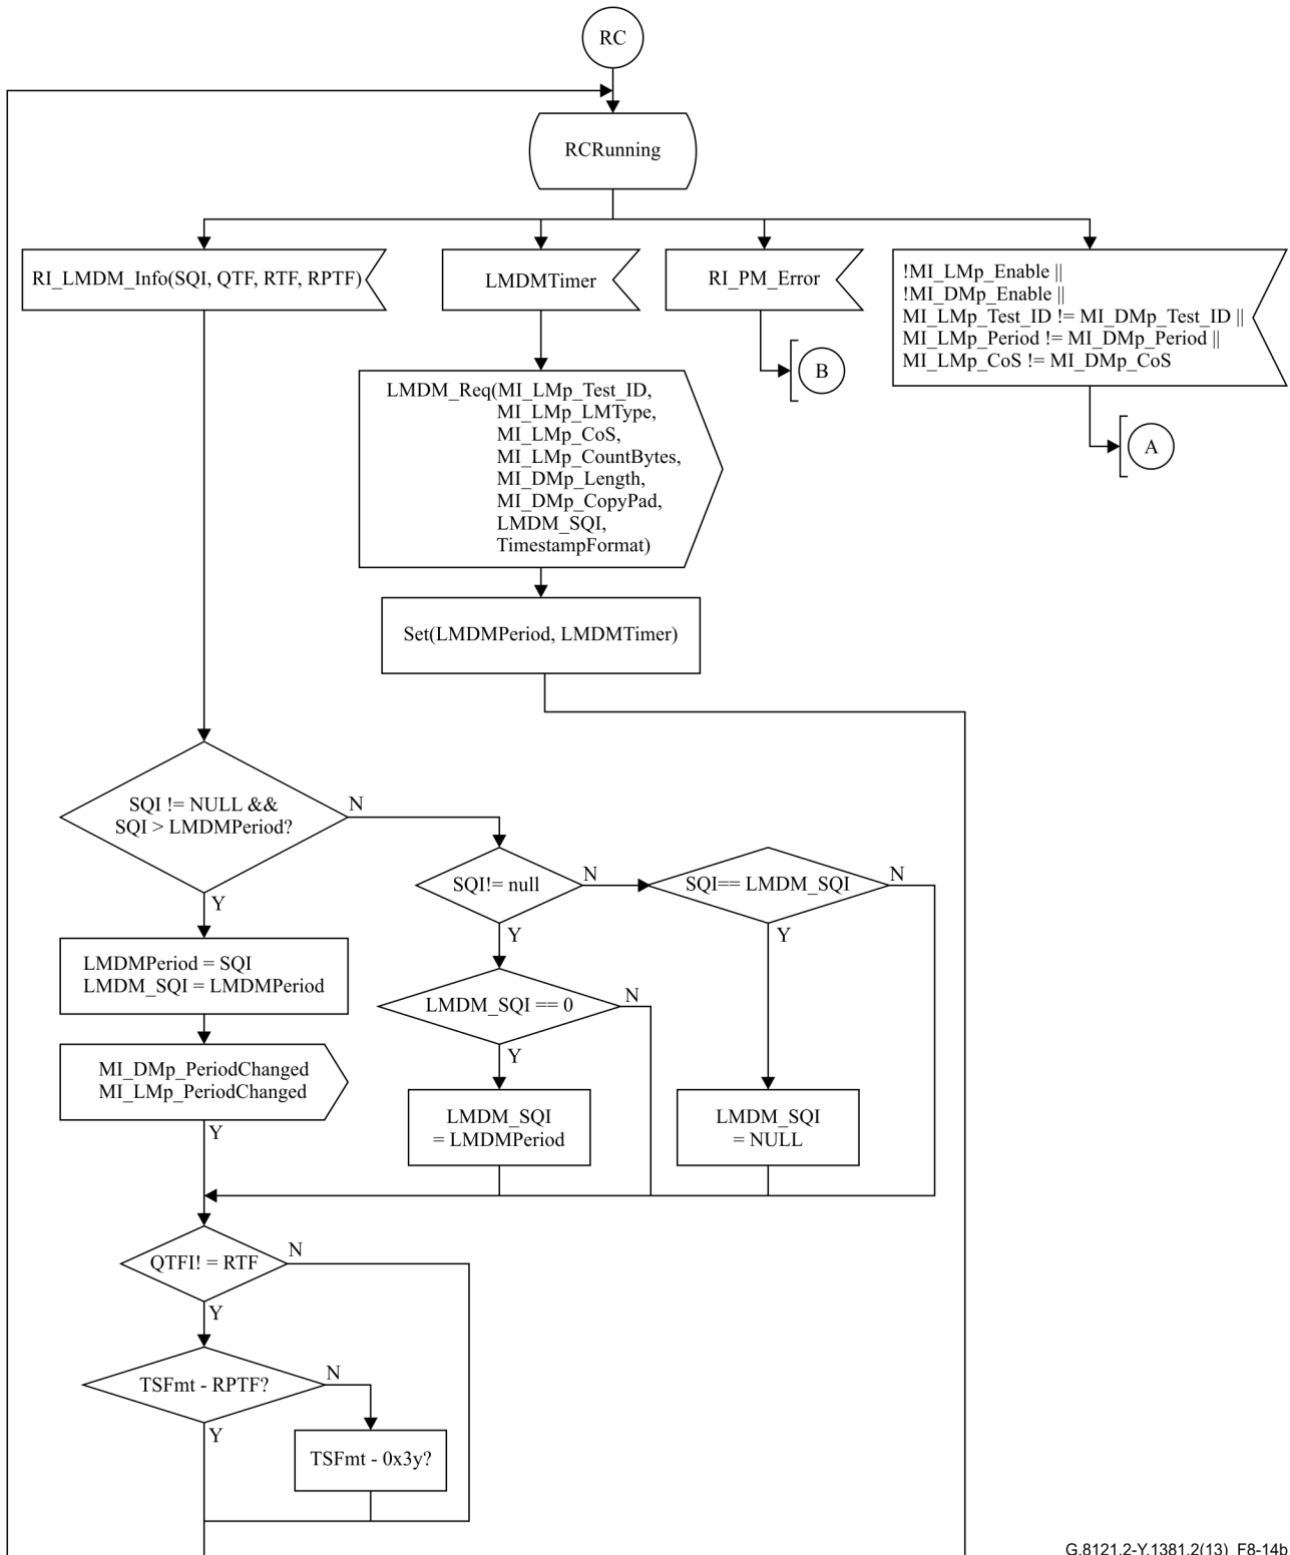 RC
RCRunning
RI_LMDM_Info(SQI, QTF, RTF, RPTF)
LMDMTimer
RI_PM_Error
!MI_LMp_Enable ||
!MI_DMp_Enable ||
MI_LMp_Test_ID != MI_DMp_Test_ID ||
MI_LMp_Period != MI_DMp_Period ||
MI_LMp_CoS != MI_DMp_CoS
B
A
LMDM_Req(MI_LMp_Test_ID,
MI_LMp_LMType,
MI_LMp_CoS,
MI_LMp_CountBytes,
MI_DMp_Length,
MI_DMp_CopyPad,
LMDM_SQI,
TimestampFormat)
Set(LMDMPeriod, LMDMTimer)
SQI != NULL &&
SQI > LMDMPeriod?
N
Y
SQI!= null
N
Y
SQI== LMDM_SQI
N
Y
LMDMPeriod = SQI
LMDM_SQI = LMDMPeriod
LMDM_SQI == 0
N
Y
MI_DMp_PeriodChanged
MI_LMp_PeriodChanged
Y
LMDM_SQI
= LMDMPeriod
LMDM_SQI
= NULL
QTFI! = RTF
N
Y
TSFmt - RPTF?
N
Y
TSFmt - 0x3y?
G.8121.2-Y.1381.2(13)_F8-14b